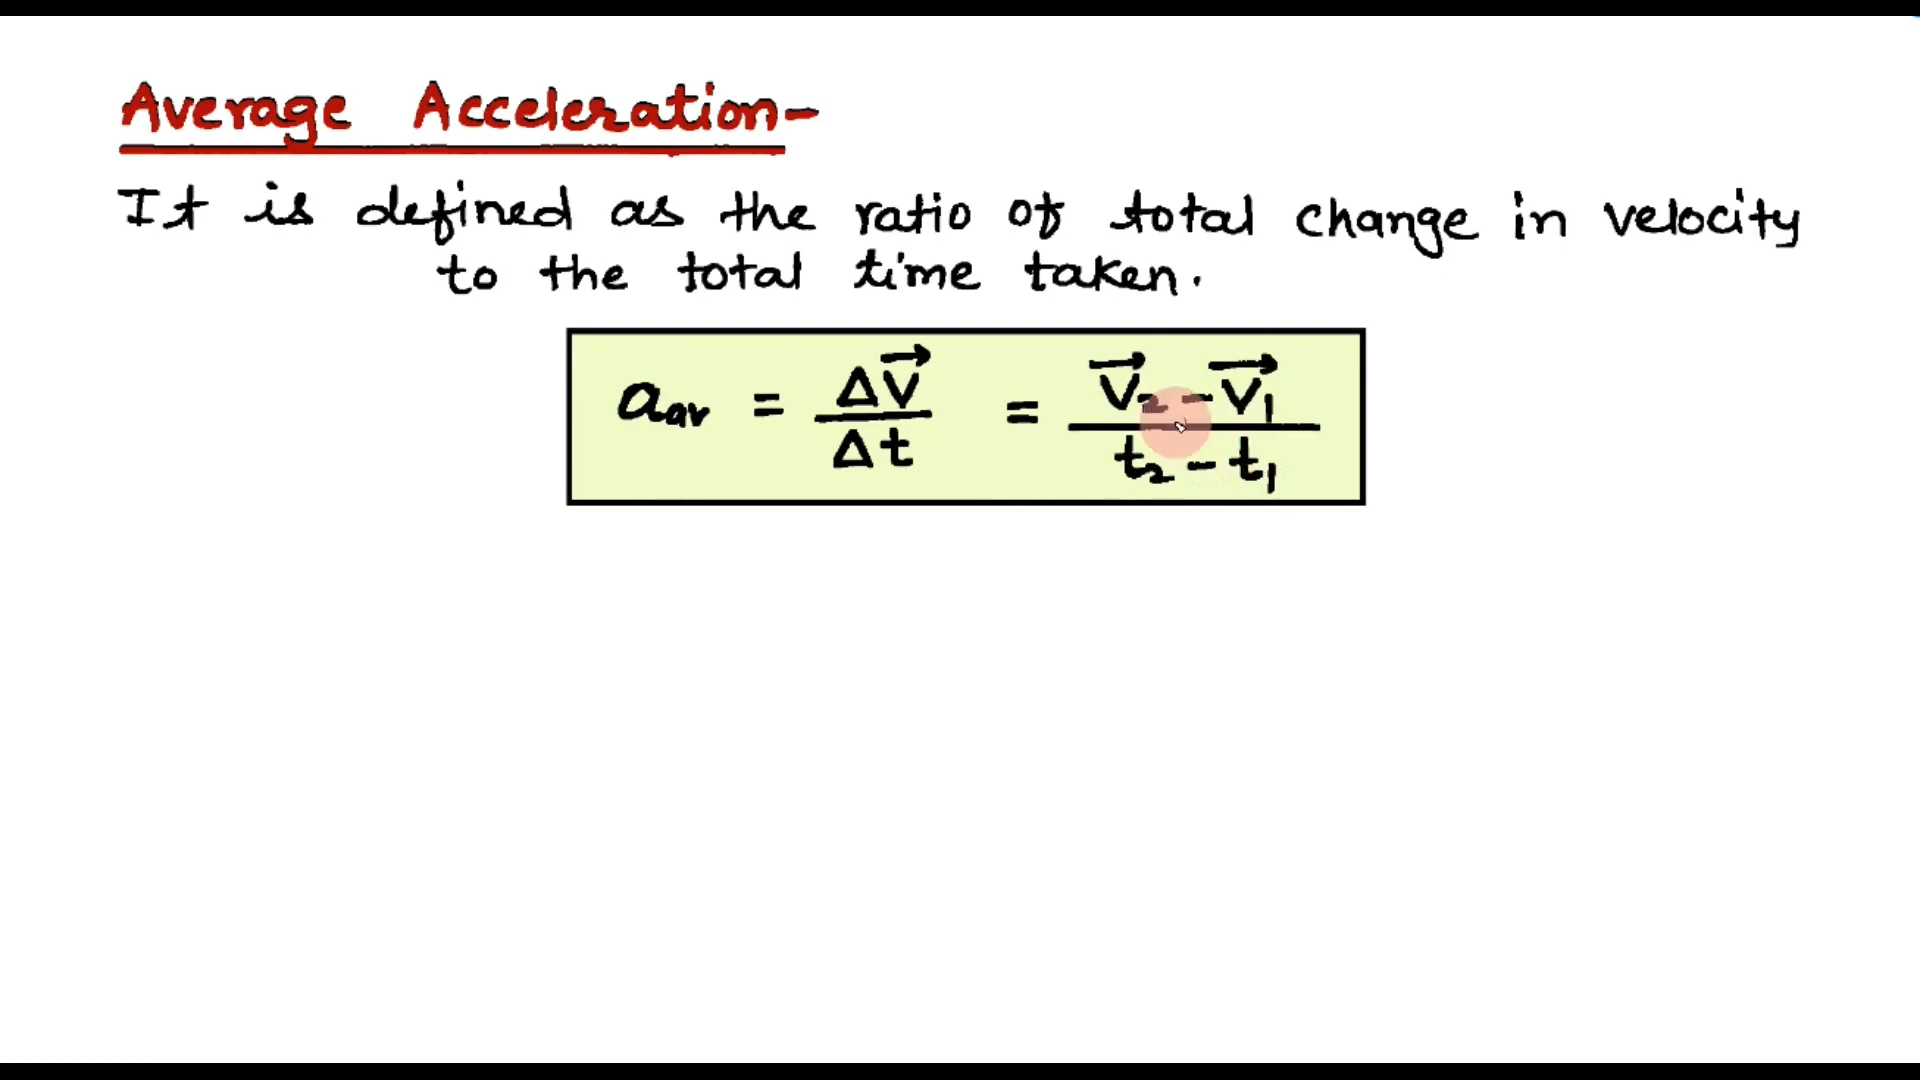 Average Acceleration-
It is defined as the ratio of total change in velocity
to the total time taken.
a_av = ΔV⃗/Δt = (V⃗₂ - V⃗₁)/(t₂ - t₁)